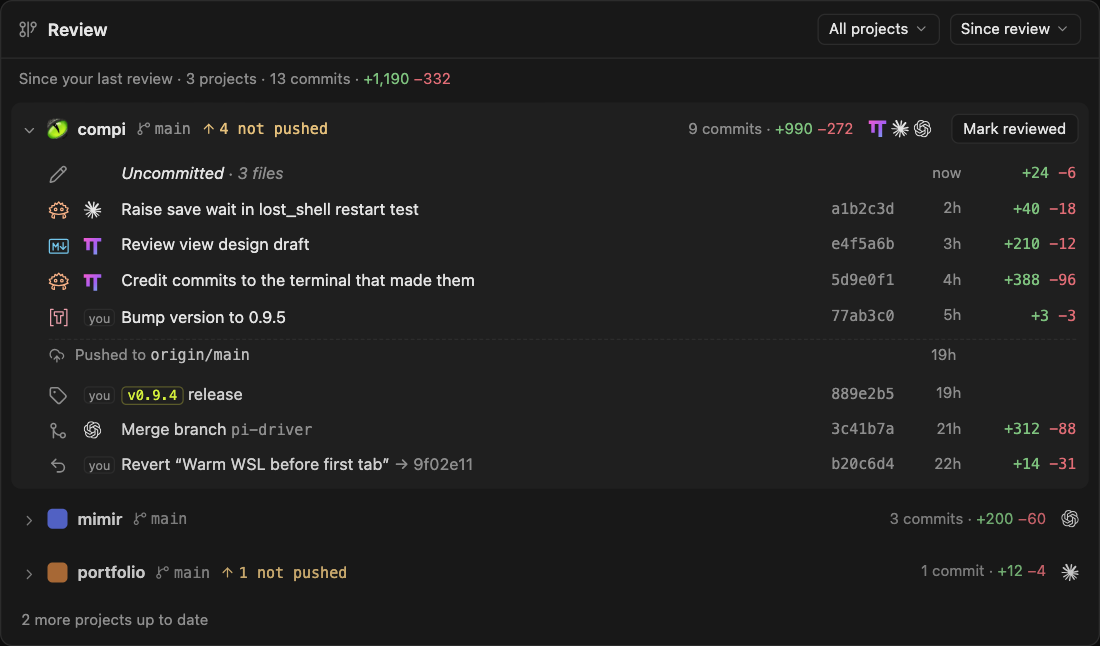 Review All projects Since review
Since your last review · 3 projects · 13 commits · +1,190 −332
compi main ↑ 4 not pushed 9 commits · +990 −272 Mark reviewed
Uncommitted · 3 files now +24 −6
Raise save wait in lost_shell restart test a1b2c3d 2h +40 −18
M↓ Review view design draft e4f5a6b 3h +210 −12
Credit commits to the terminal that made them 5d9e0f1 4h +388 −96
[T] you Bump version to 0.9.5 77ab3c0 5h +3 −3
Pushed to origin/main 19h
you v0.9.4 release 889e2b5 19h
Merge branch pi-driver 3c41b7a 21h +312 −88
you Revert “Warm WSL before first tab” → 9f02e11 b20c6d4 22h +14 −31
mimir main 3 commits · +200 −60
portfolio main ↑ 1 not pushed 1 commit · +12 −4
2 more projects up to date